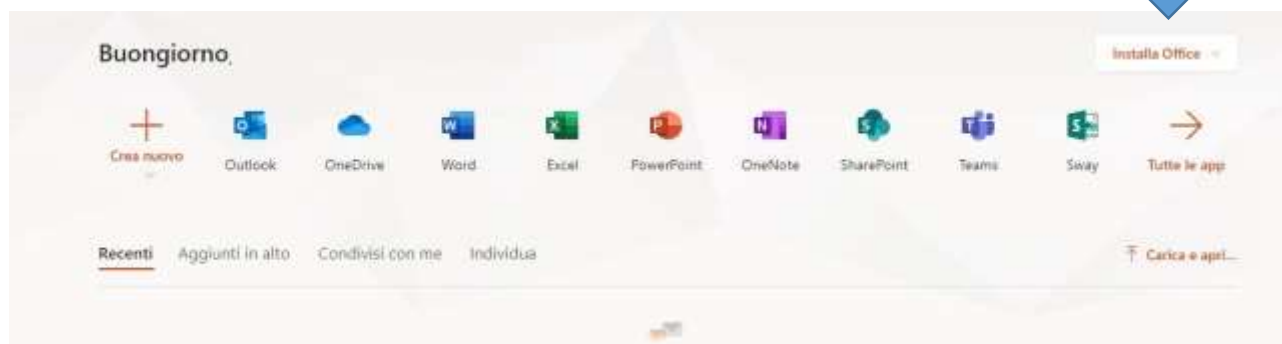 Buongiorno,
Installa Office
Crea nuovo
Outlook
OneDrive
Word
Excel
PowerPoint
OneNote
SharePoint
Teams
Sway
Tutte le app
Recenti Aggiunti in alto Condivisi con me Individua
Carica e apri...